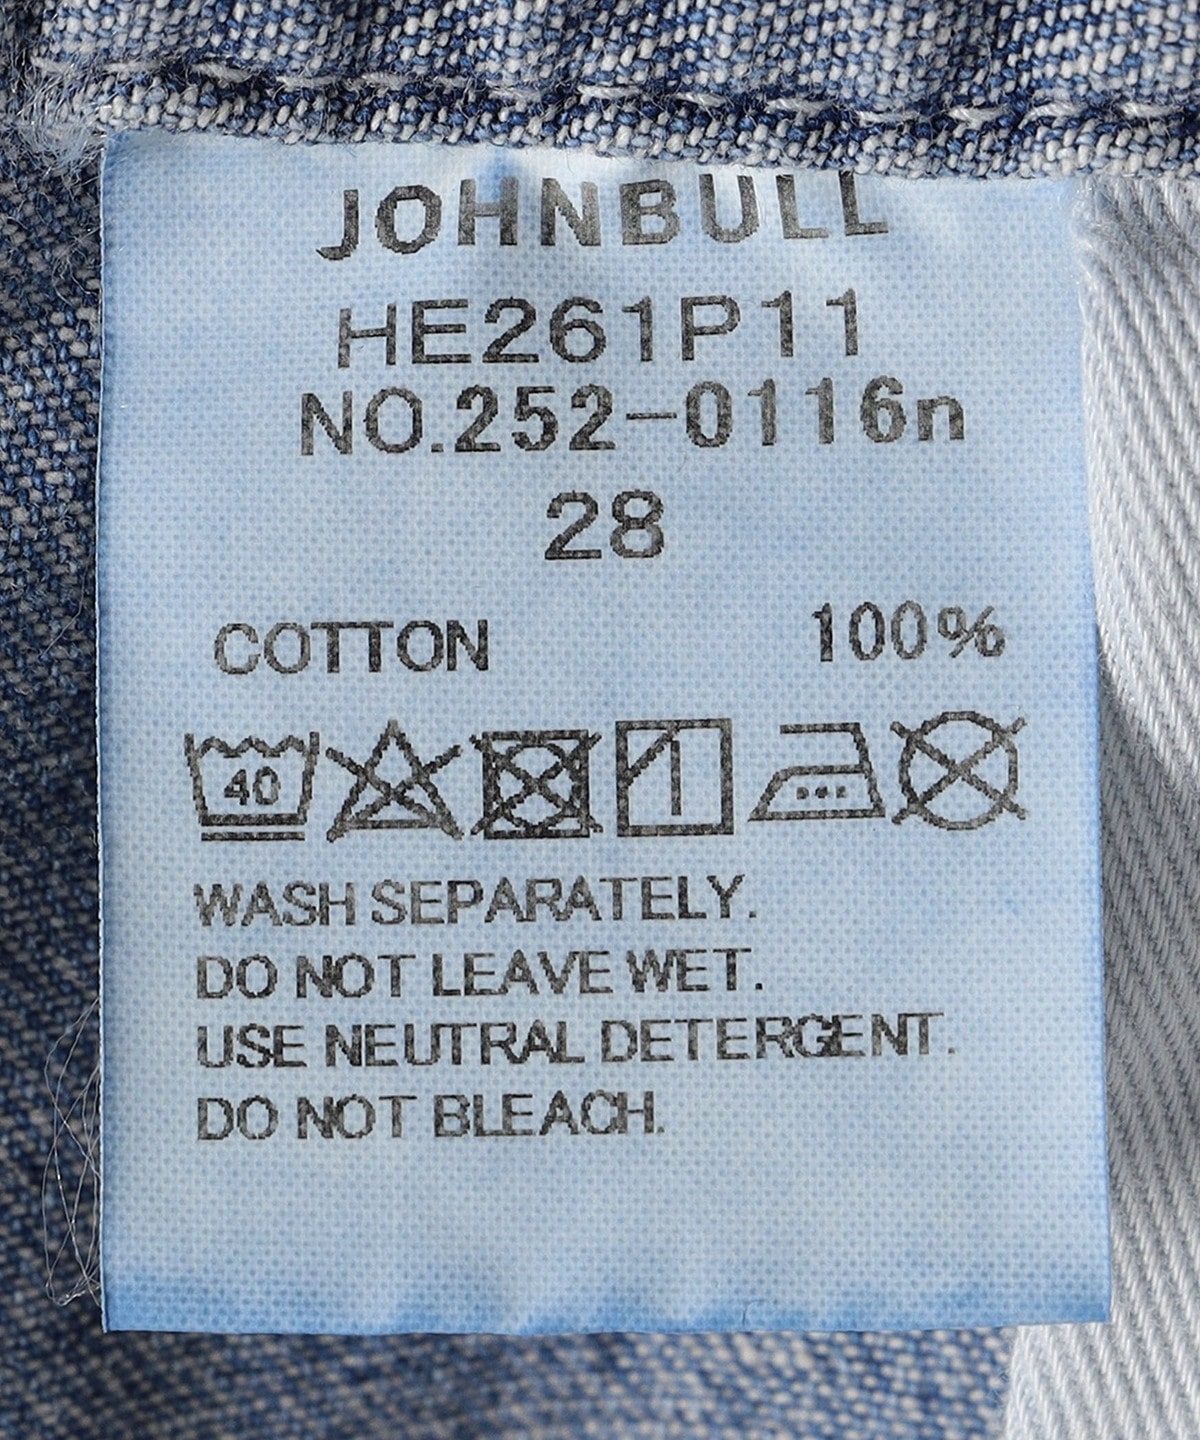 JOHNBULL
HE261P11
NO.252-0116n
28
COTTON 100%
40
WASH SEPARATELY.
DO NOT LEAVE WET.
USE NEUTRAL DETERGENT.
DO NOT BLEACH.